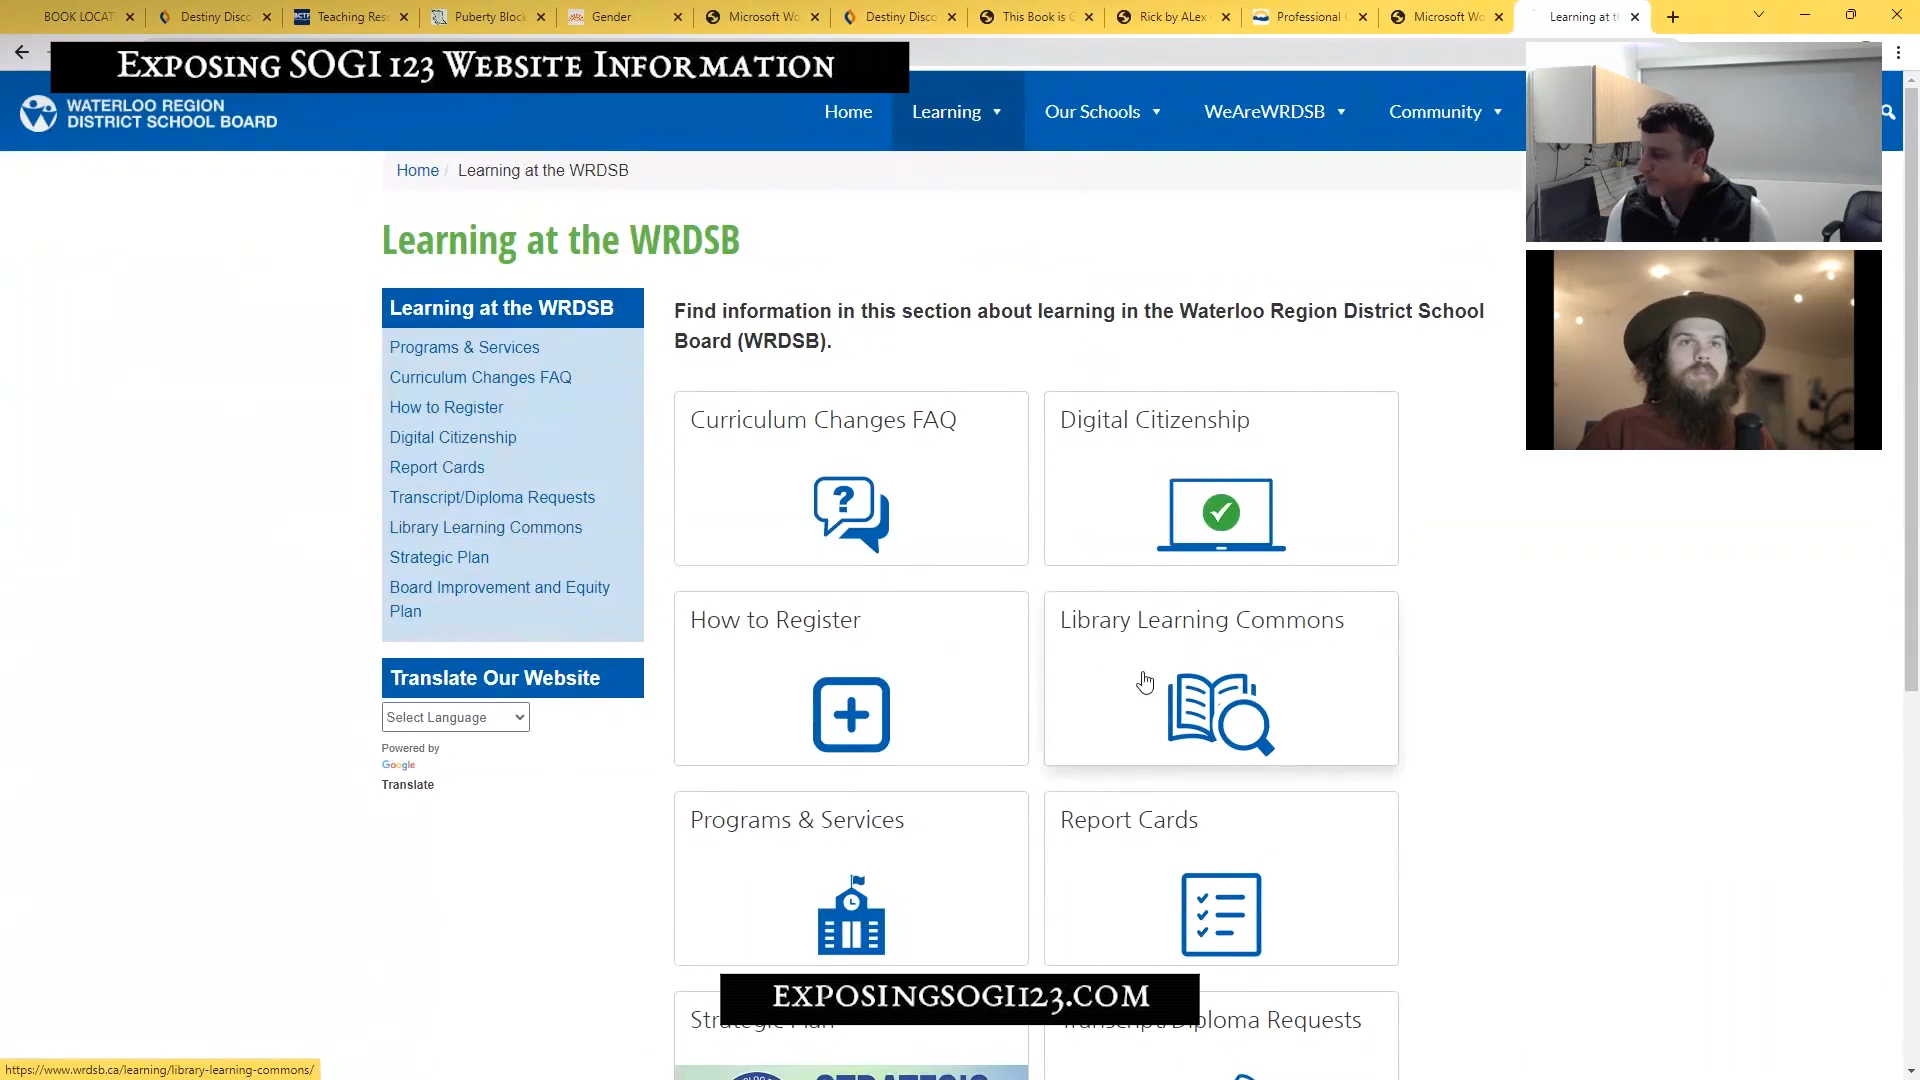 BOOK LOCAT
Destiny Disco
Teaching Res
Puberty Block
Gender
Microsoft Wo
Destiny Disco
This Book is G
Rick by ALex
Professional
Microsoft Wo
Learning at th
Exposing SOGI 123 Website Information
WATERLOO REGION
DISTRICT SCHOOL BOARD
Home
Learning
Our Schools
WeAreWRDSB
Community
Home / Learning at the WRDSB
Learning at the WRDSB
Learning at the WRDSB
Programs & Services
Curriculum Changes FAQ
How to Register
Digital Citizenship
Report Cards
Transcript/Diploma Requests
Library Learning Commons
Strategic Plan
Board Improvement and Equity
Plan
Translate Our Website
Select Language
Powered by
Google
Translate
Find information in this section about learning in the Waterloo Region District School
Board (WRDSB).
Curriculum Changes FAQ
Digital Citizenship
How to Register
Library Learning Commons
Programs & Services
Report Cards
Strategic Plan
Transcript/Diploma Requests
exposingsogi123.com
https://www.wrdsb.ca/learning/library-learning-commons/